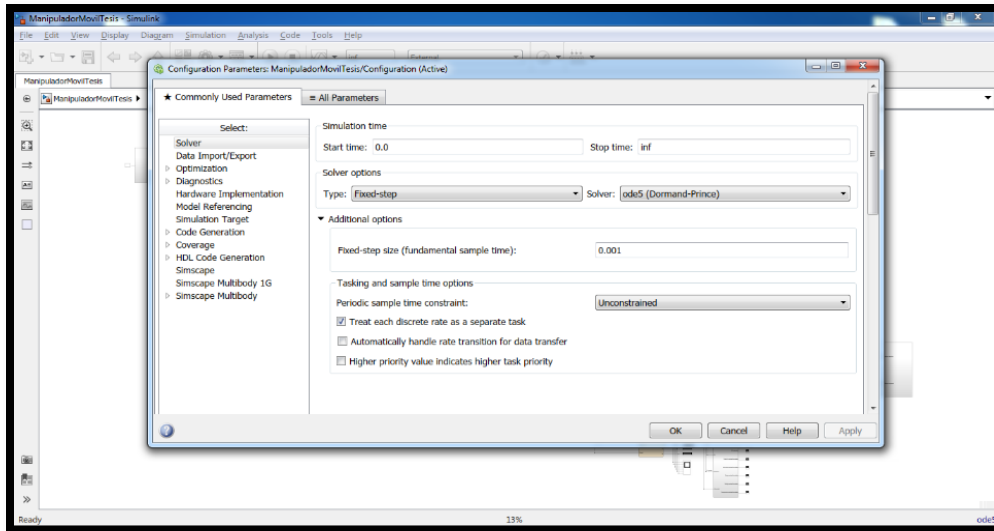 ManipuladorMovilTesis - Simulink
File Edit View Display Diagram Simulation Analysis Code Tools Help
inf External
Configuration Parameters: ManipuladorMovilTesis/Configuration (Active)
ManipuladorMovilTesis
ManipuladorMovilTesis
★ Commonly Used Parameters
≡ All Parameters
Select:
Solver
Data Import/Export
Optimization
Diagnostics
Hardware Implementation
Model Referencing
Simulation Target
Code Generation
Coverage
HDL Code Generation
Simscape
Simscape Multibody 1G
Simscape Multibody
Simulation time
Start time: 0.0 Stop time: inf
Solver options
Type: Fixed-step Solver: ode5 (Dormand-Prince)
Additional options
Fixed-step size (fundamental sample time): 0.001
Tasking and sample time options
Periodic sample time constraint: Unconstrained
Treat each discrete rate as a separate task
Automatically handle rate transition for data transfer
Higher priority value indicates higher task priority
OK Cancel Help Apply
Ready 13% ode5